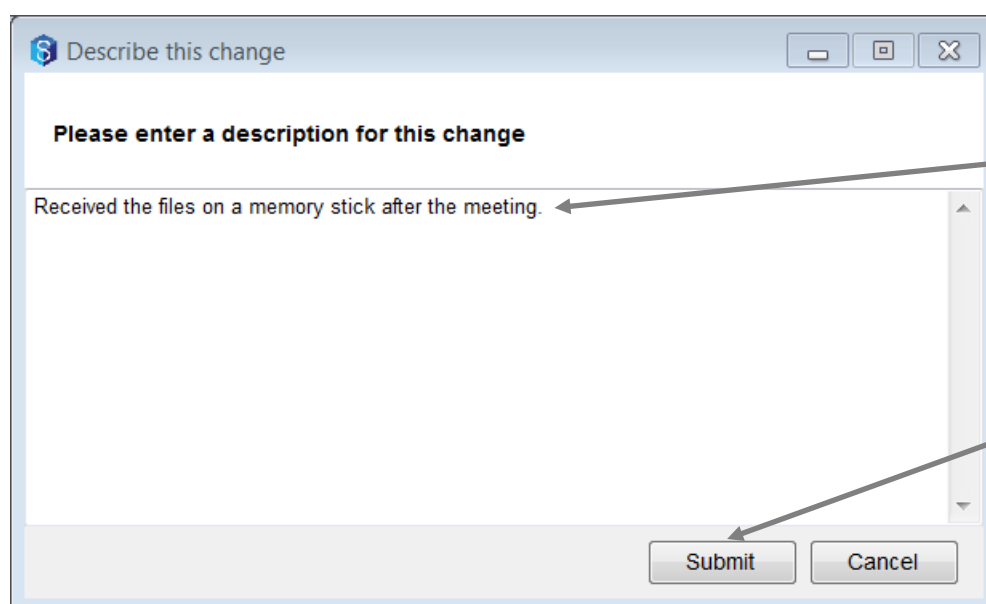 Describe this change
Please enter a description for this change
Received the files on a memory stick after the meeting.
Submit Cancel